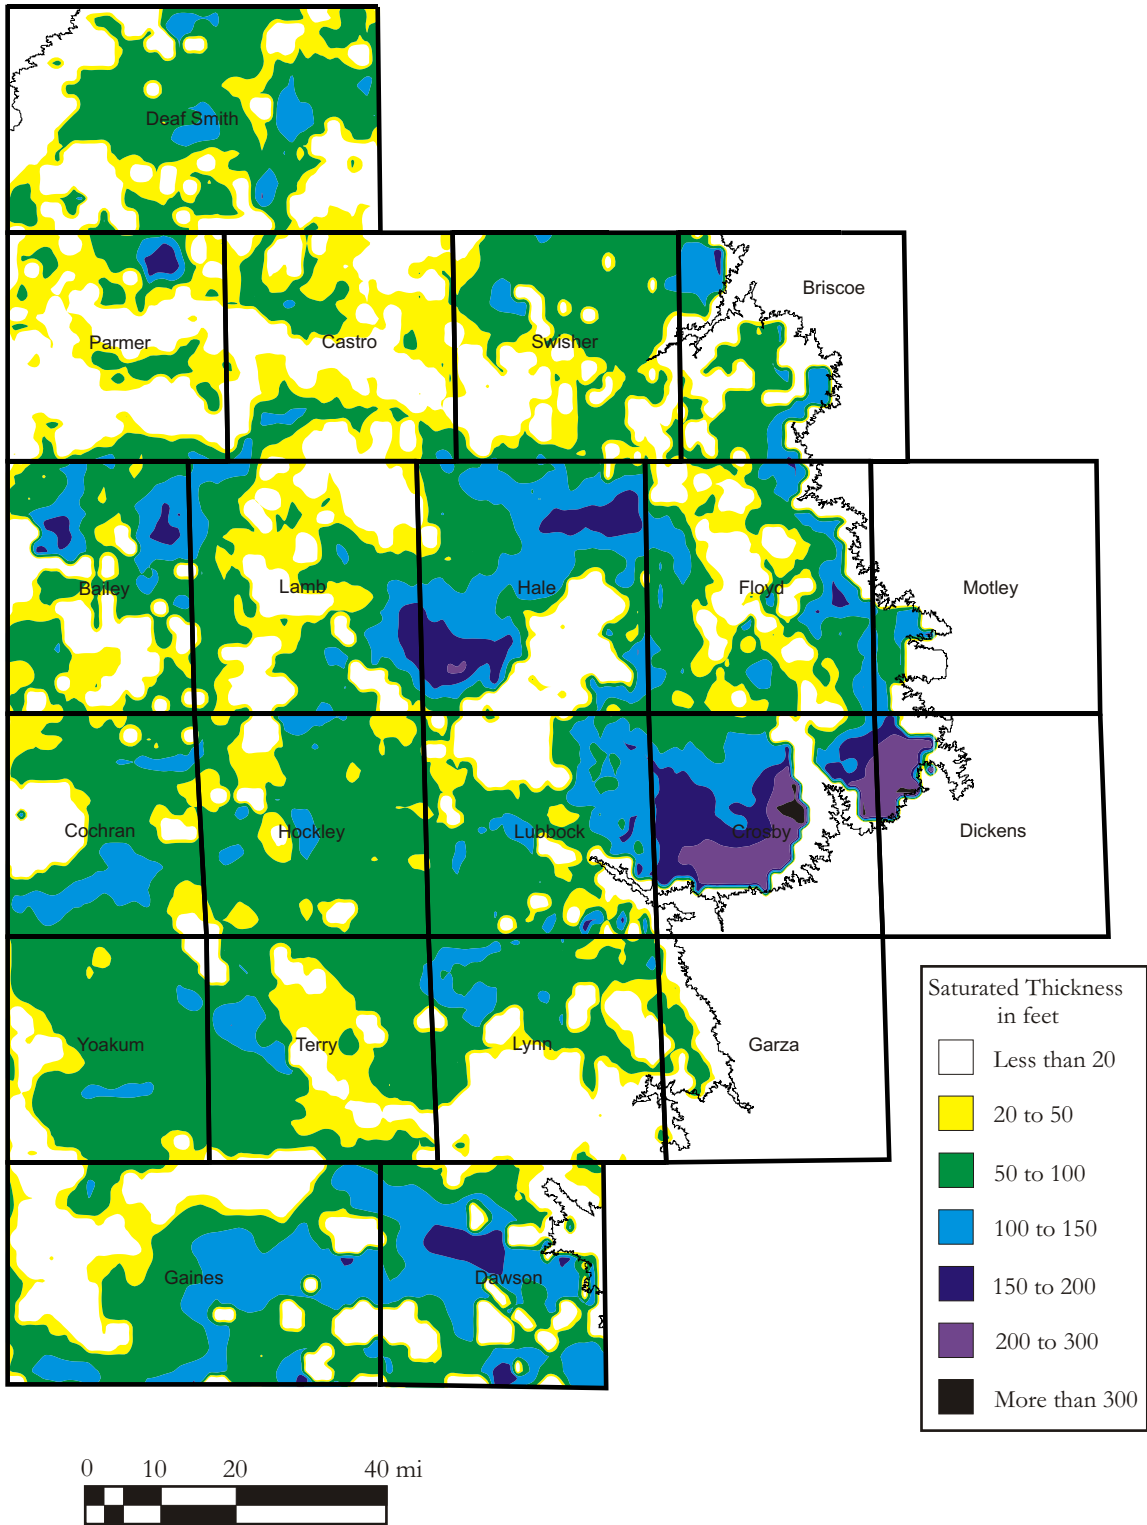 Deaf Smith
Briscoe
Parmer
Castro
Swisher
Bailey
Lamb
Hale
Floyd
Motley
Cochran
Hockley
Lubbock
Crosby
Dickens
Yoakum
Terry
Lynn
Garza
Gaines
Dawson
Saturated Thickness
in feet
Less than 20
20 to 50
50 to 100
100 to 150
150 to 200
200 to 300
More than 300
0 10 20 40 mi